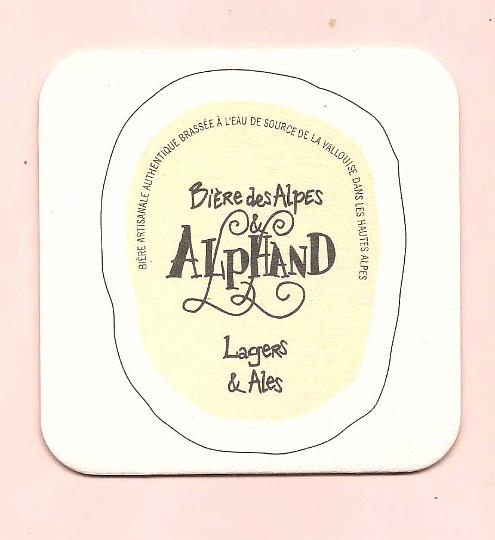 BIÈRE ARTISANALE AUTHENTIQUE BRASSÉE À L'EAU DE SOURCE DE LA VALLOUISE DANS LES HAUTES ALPES
Bière des Alpes
&
ALpHAND
Lagers
& Ales